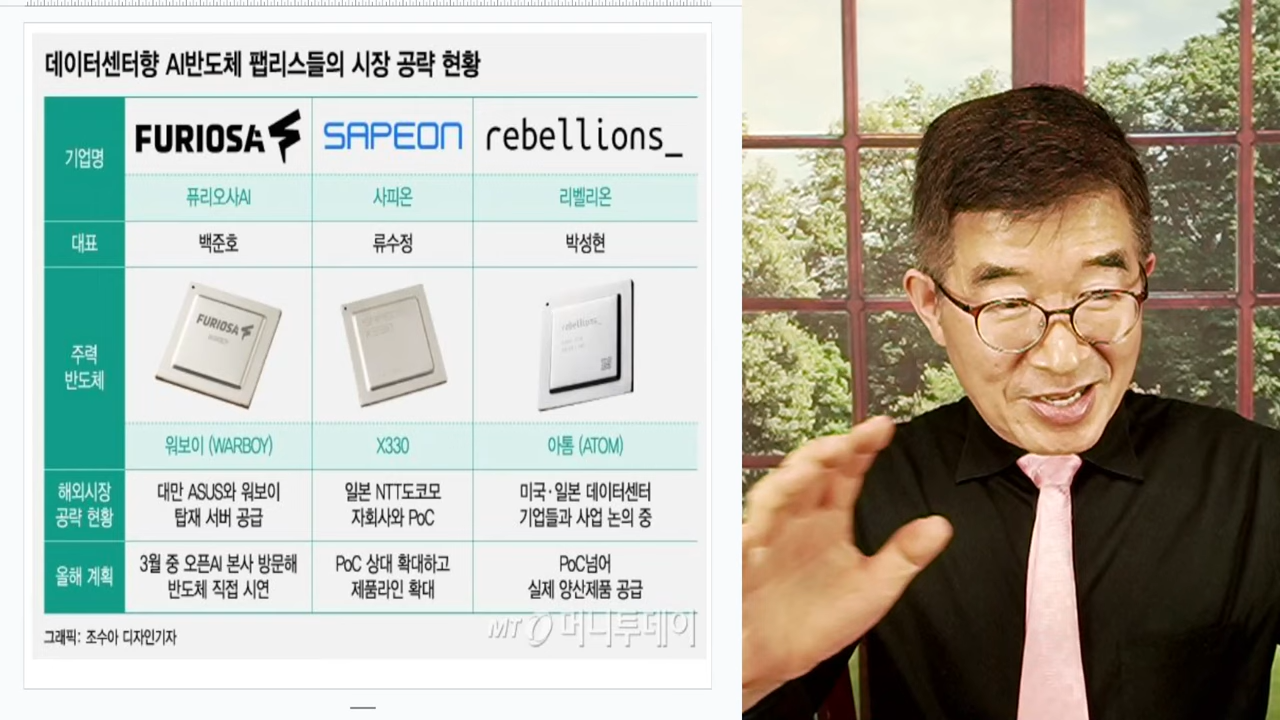 데이터센터향 AI반도체 팹리스들의 시장 공략 현황
기업명
FURIOSA
SAPEON
rebellions_
퓨리오사AI
사피온
리벨리온
대표
백준호
류수정
박성현
주력
반도체
FURIOSA
WARBOY
rebellions_
워보이 (WARBOY)
X330
아톰 (ATOM)
해외시장
공략 현황
대만 ASUS와 워보이
탑재 서버 공급
일본 NTT도코모
자회사와 PoC
미국·일본 데이터센터
기업들과 사업 논의 중
올해 계획
3월 중 오픈AI 본사 방문해
반도체 직접 시연
PoC 상대 확대하고
제품라인 확대
PoC넘어
실제 양산제품 공급
그래픽: 조수아 디자인기자
MT 머니투데이